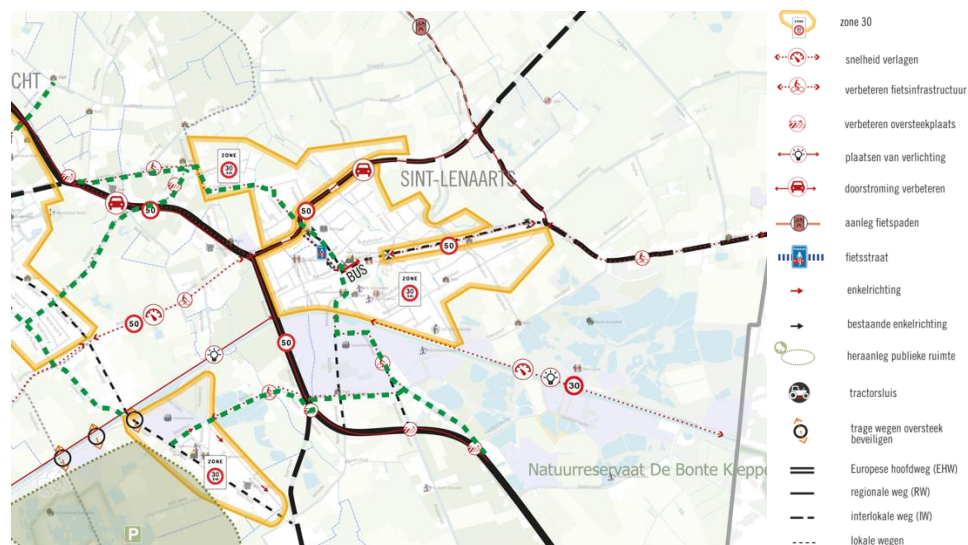 CHT
SINT-LENAARTS
ZONE
30
ZONE
30
ZONE
30
50
50
50
50
50
30
BUS
Natuurreservaat De Bonte Kleppe
P
zone 30
snelheid verlagen
verbeteren fietsinfrastructuur
verbeteren oversteekplaats
plaatsen van verlichting
doorstroming verbeteren
aanleg fietspaden
fietsstraat
enkelrichting
bestaande enkelrichting
heraanleg publieke ruimte
tractorsluis
trage wegen oversteek
beveiligen
Europese hoofdweg (EHW)
regionale weg (RW)
interlokale weg (IW)
lokale wegen